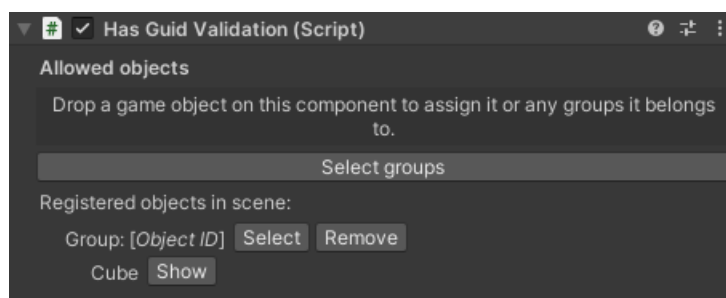 # Has Guid Validation (Script)
Allowed objects
Drop a game object on this component to assign it or any groups it belongs
to.
Select groups
Registered objects in scene:
Group: [Object ID] Select Remove
Cube Show